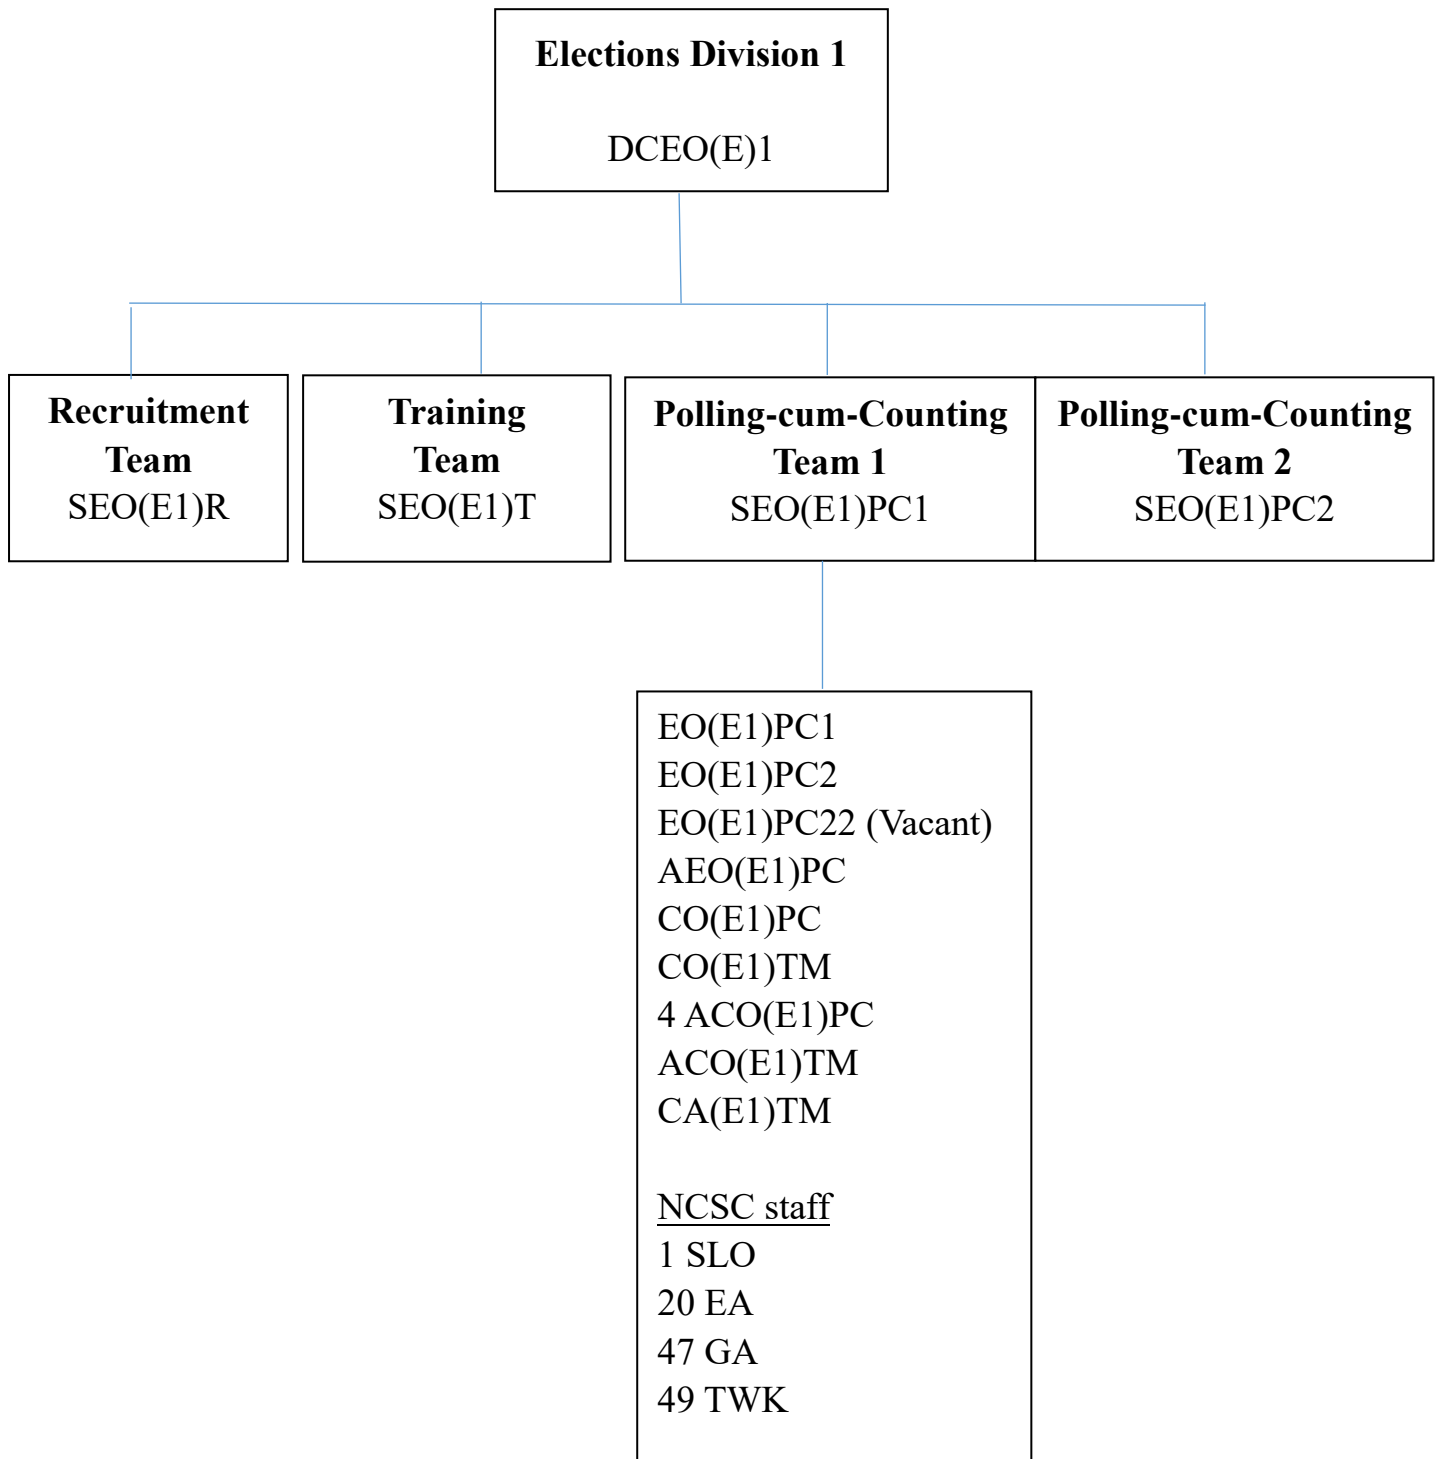 Elections Division 1
DCEO(E)1
Recruitment
Team
SEO(E1)R
Training
Team
SEO(E1)T
Polling-cum-Counting
Team 1
SEO(E1)PC1
Polling-cum-Counting
Team 2
SEO(E1)PC2
EO(E1)PC1
EO(E1)PC2
EO(E1)PC22 (Vacant)
AEO(E1)PC
CO(E1)PC
CO(E1)TM
4 ACO(E1)PC
ACO(E1)TM
CA(E1)TM
NCSC staff
1 SLO
20 EA
47 GA
49 TWK